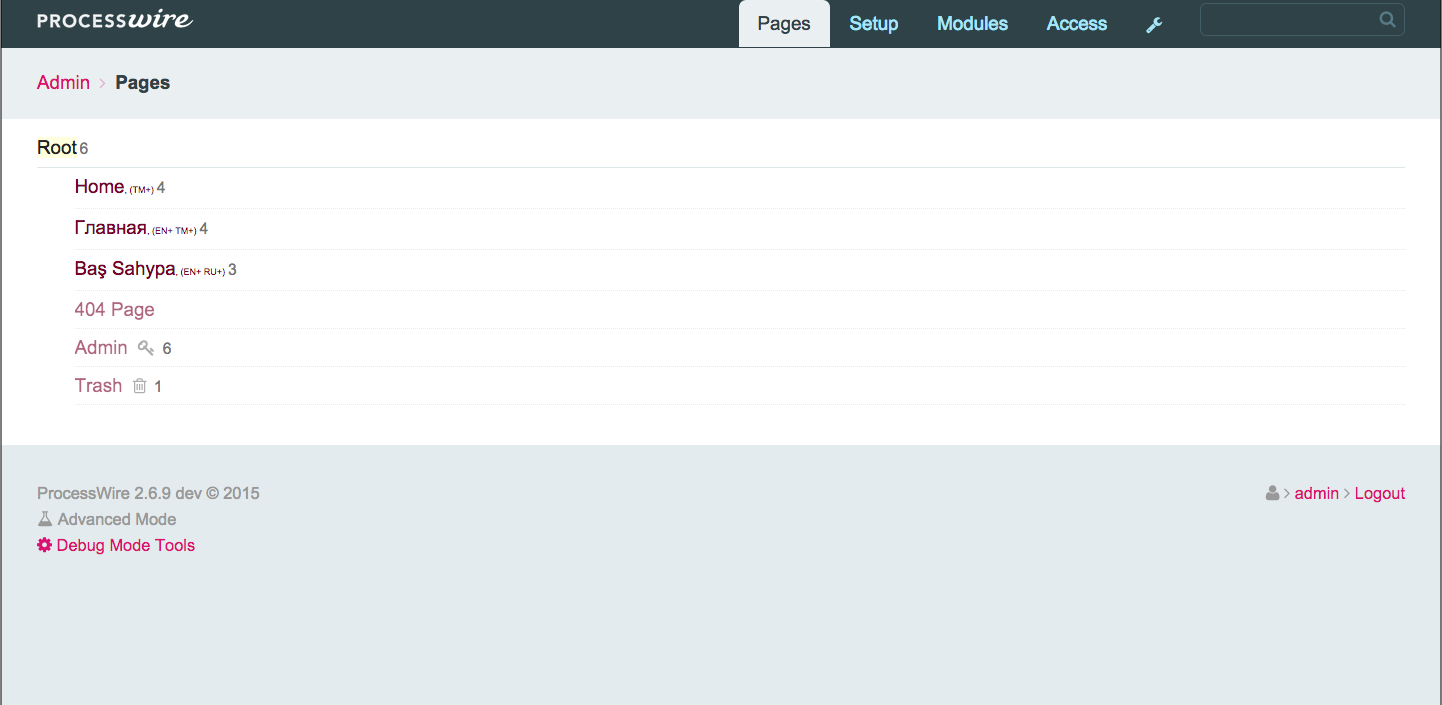 PROCESSwire Pages Setup Modules Access
Admin > Pages
Root 6
Home, (TM+) 4
Главная, (EN+ TM+) 4
Baş Sahypa, (EN+ RU+) 3
404 Page
Admin 6
Trash 1
ProcessWire 2.6.9 dev © 2015 > admin > Logout
Advanced Mode
Debug Mode Tools